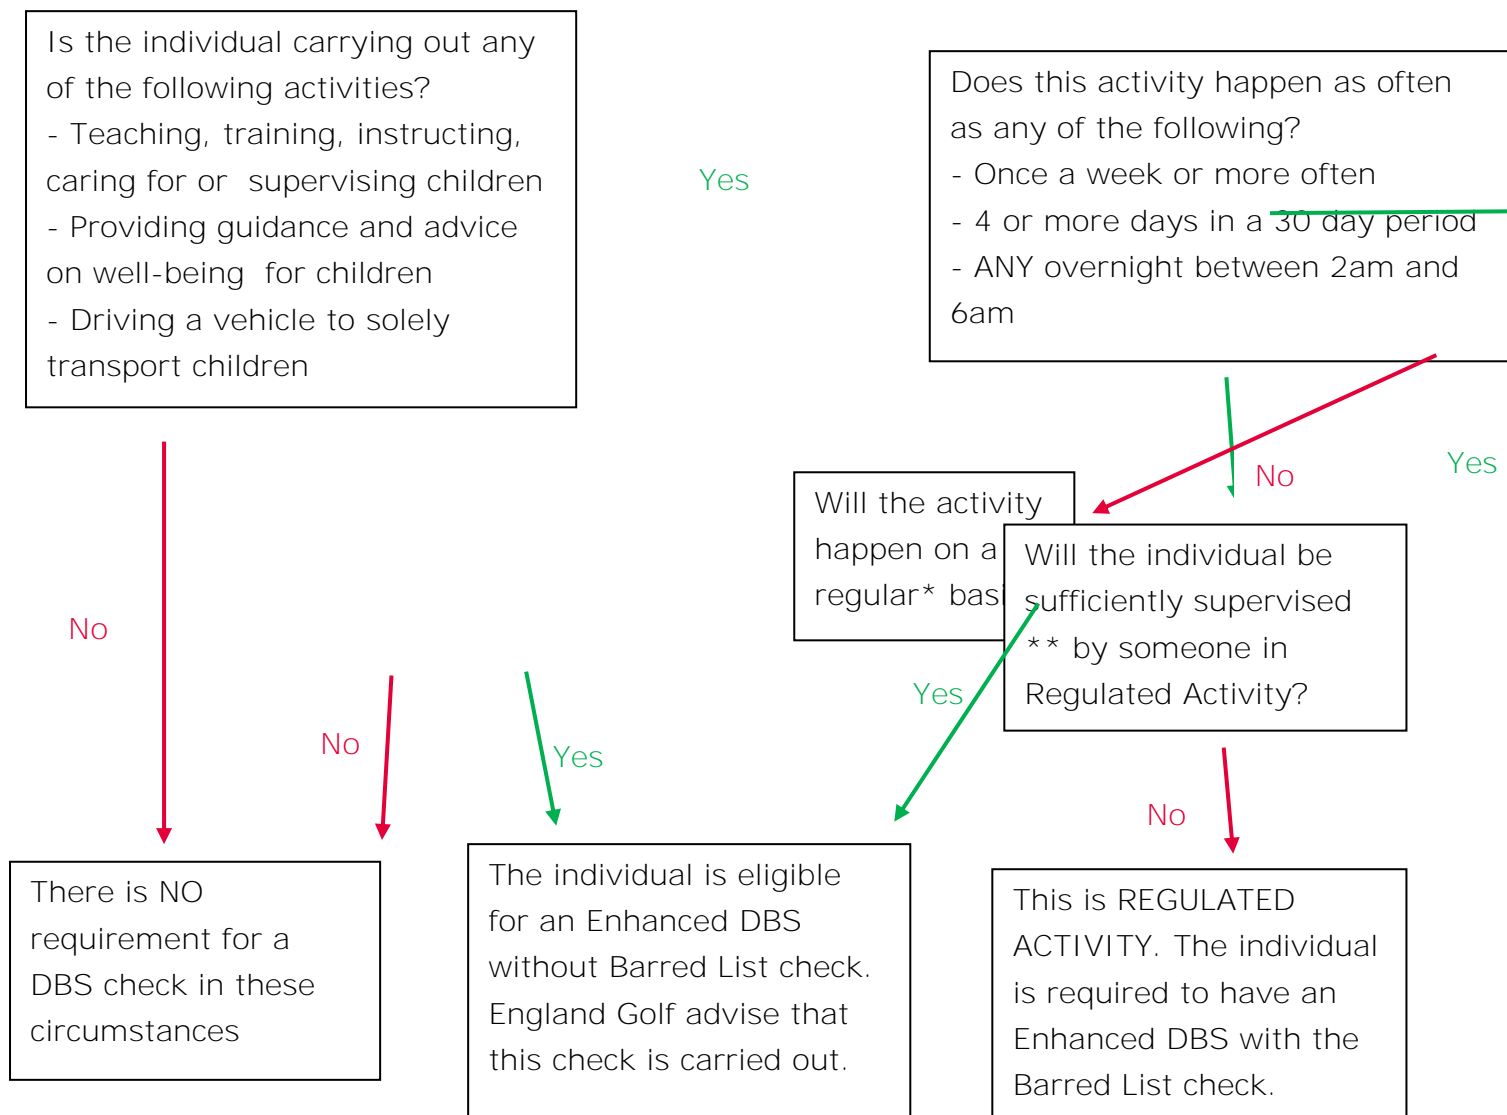 Is the individual carrying out any
of the following activities?
- Teaching, training, instructing,
caring for or supervising children
- Providing guidance and advice
on well-being for children
- Driving a vehicle to solely
transport children
Yes
Does this activity happen as often
as any of the following?
- Once a week or more often
- 4 or more days in a 30 day period
- ANY overnight between 2am and
6am
No
Yes
Will the activity
happen on a
regular* basi
Will the individual be
sufficiently supervised
** by someone in
Regulated Activity?
No
Yes
No
Yes
No
There is NO
requirement for a
DBS check in these
circumstances
The individual is eligible
for an Enhanced DBS
without Barred List check.
England Golf advise that
this check is carried out.
This is REGULATED
ACTIVITY. The individual
is required to have an
Enhanced DBS with the
Barred List check.